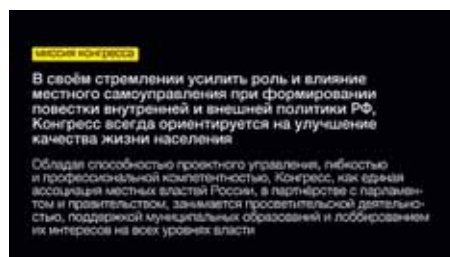 миссия конгресса
В своём стремлении усилить роль и влияние
местного самоуправления при формировании
повестки внутренней и внешней политики РФ,
Конгресс всегда ориентируется на улучшение
качества жизни населения
Обладая способностью проектного управления, гибкостью
и профессиональной компетентностью, Конгресс, как единая
ассоциация местных властей России, в партнёрстве с парламен-
том и правительством, занимается просветительской деятельно-
стью, поддержкой муниципальных образований и лоббированием
их интересов на всех уровнях власти